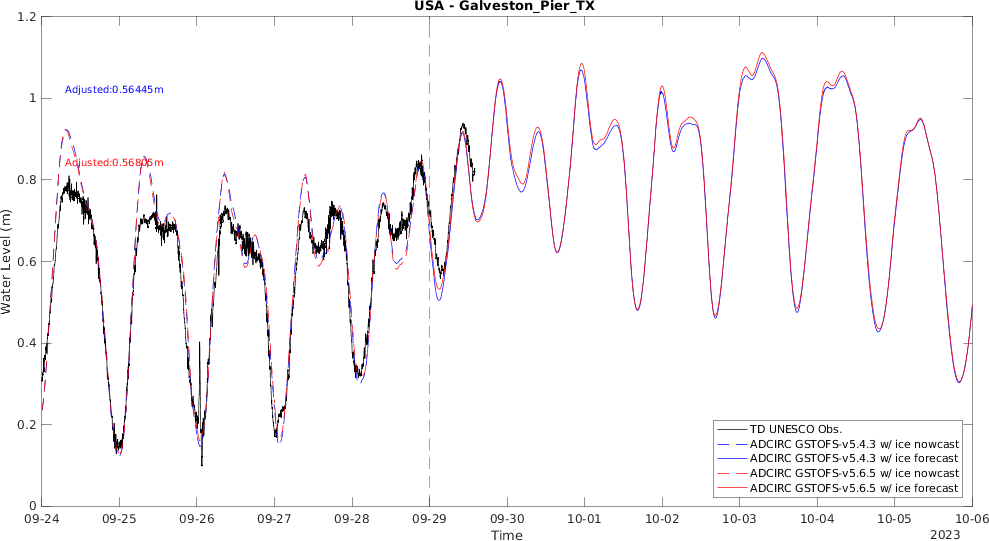 USA - Galveston_Pier_TX
1.2
1
0.8
0.6
0.4
0.2
0
Water Level (m)
Adjusted:0.56445m
Adjusted:0.56805m
TD UNESCO Obs.
ADCIRC GSTOFS-v5.4.3 w/ ice nowcast
ADCIRC GSTOFS-v5.4.3 w/ ice forecast
ADCIRC GSTOFS-v5.6.5 w/ ice nowcast
ADCIRC GSTOFS-v5.6.5 w/ ice forecast
09-24 09-25 09-26 09-27 09-28 09-29 09-30 10-01 10-02 10-03 10-04 10-05 10-06
Time
2023